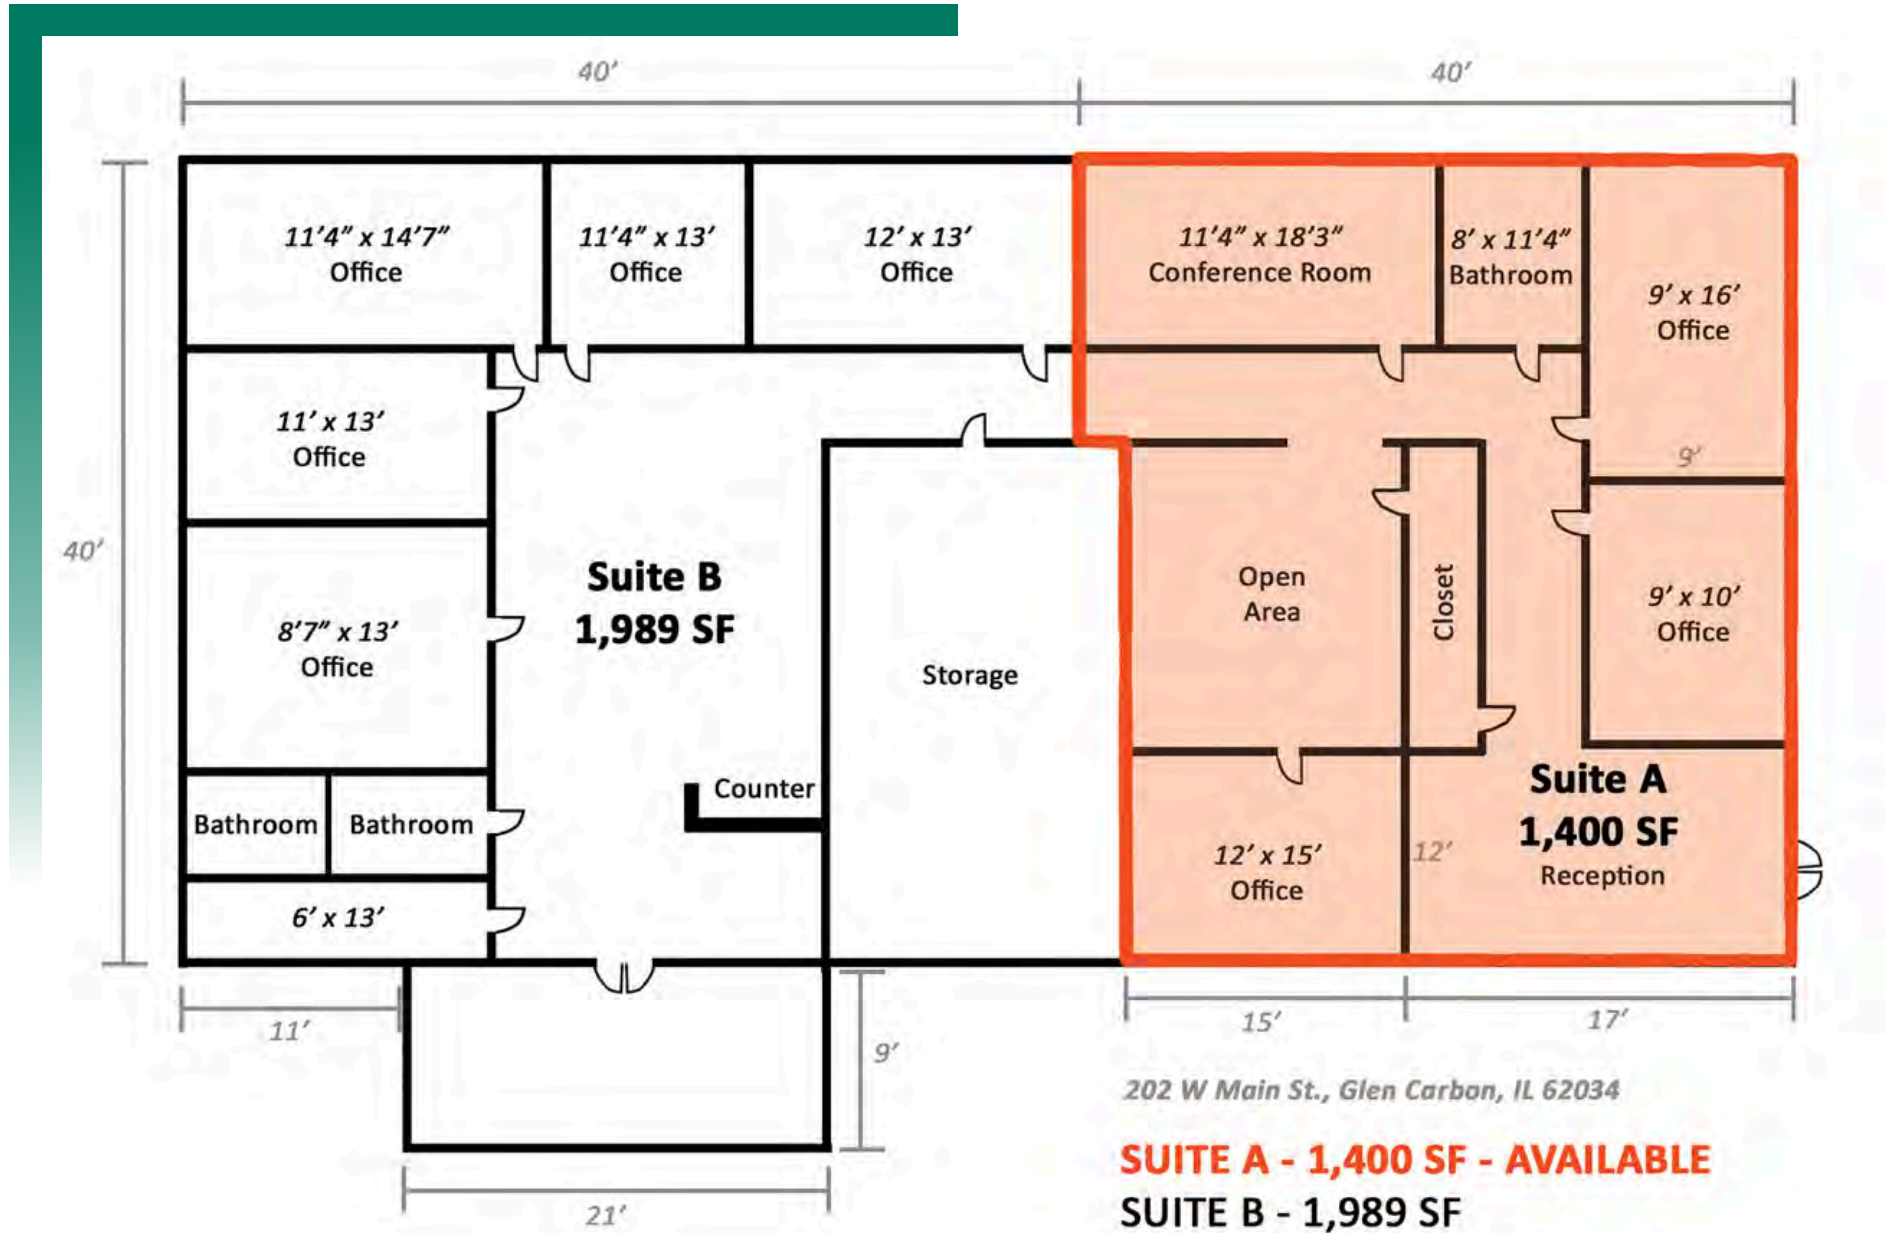 40’
40’
11’4” x 14’7”
Office
11’4” x 13’
Office
12’ x 13’
Office
11’4” x 18’3”
Conference Room
8’ x 11’4”
Bathroom
9’ x 16’
Office
9’
11’ x 13’
Office
40’
8’7” x 13’
Office
Suite B
1,989 SF
Storage
Open
Area
Closet
9’ x 10’
Office
Counter
Bathroom
Bathroom
6’ x 13’
12’ x 15’
Office
12’
Suite A
1,400 SF
Reception
11’
9’
21’
15’
17’
202 W Main St., Glen Carbon, IL 62034
SUITE A - 1,400 SF - AVAILABLE
SUITE B - 1,989 SF